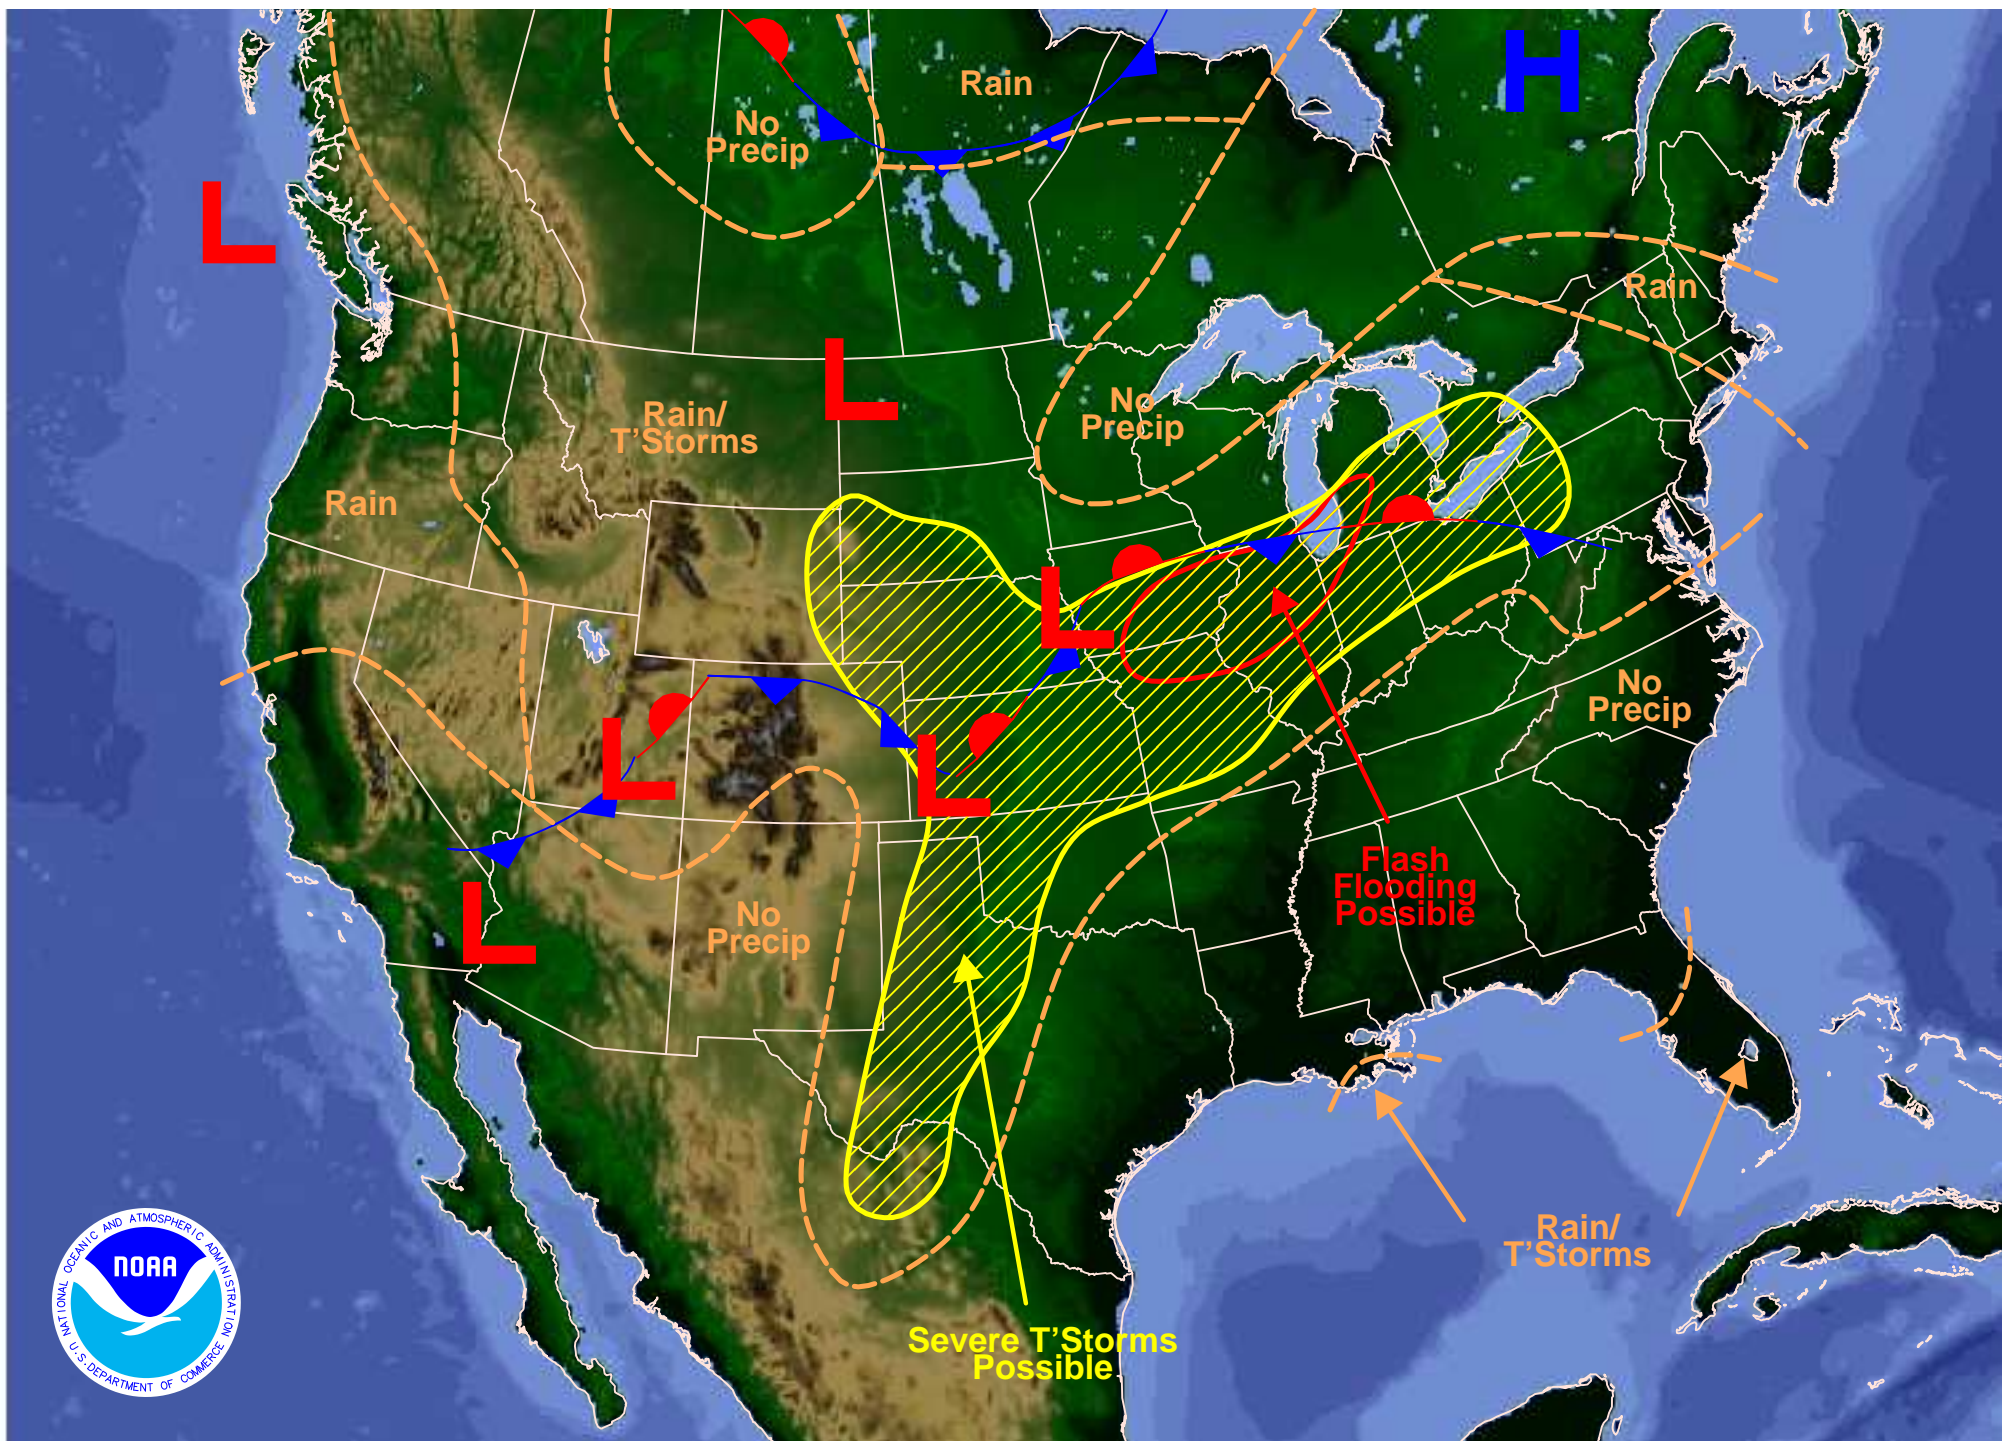 H
Rain
No
Precip
L
Rain
L
No
Precip
Rain/
T'Storms
Rain
L
No
Precip
L
L
Flash
Flooding
Possible
No
Precip
L
Rain/
T'Storms
Severe T'Storms
Possible
NATIONAL OCEANIC AND ATMOSPHERIC ADMINISTRATION
NOAA
U.S. DEPARTMENT OF COMMERCE